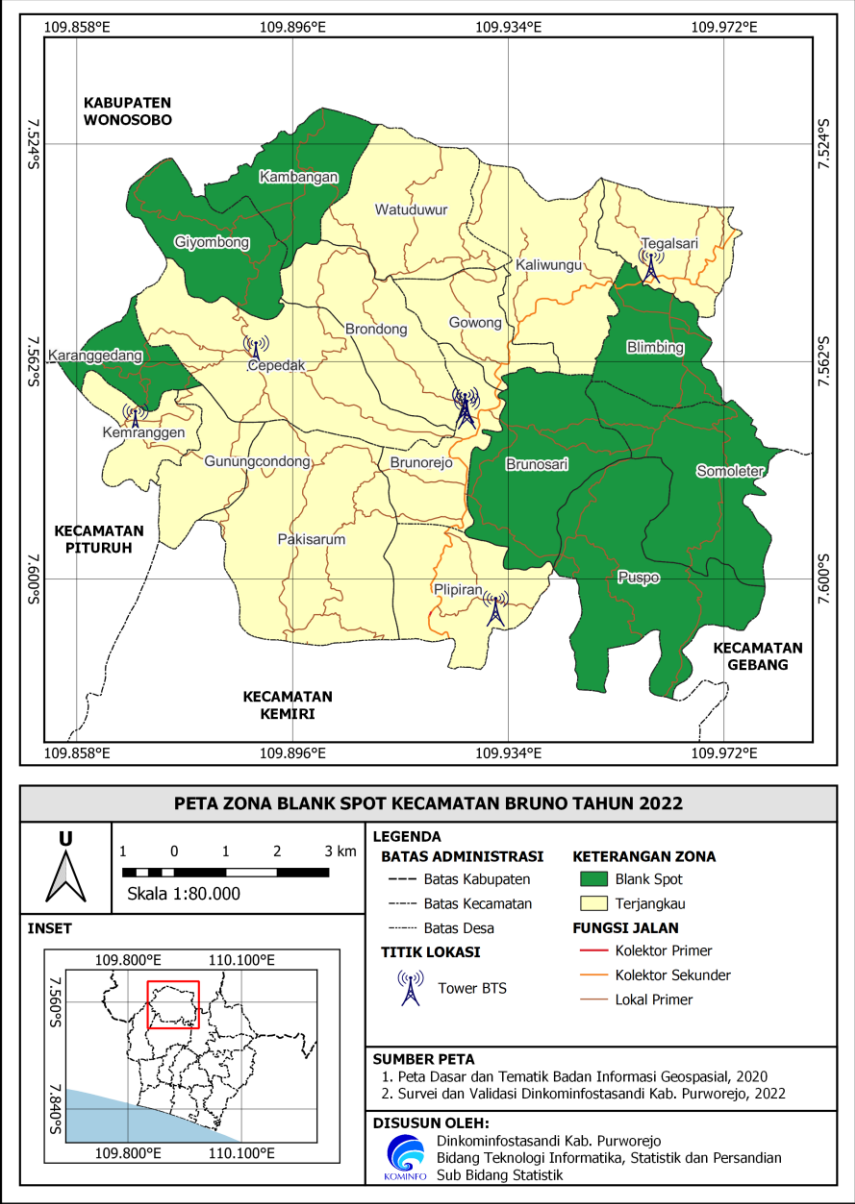 109.858°E 109.896°E 109.934°E 109.972°E
KABUPATEN
WONOSOBO
7.524°S
7.524°S
Kambangan
Watuduwur
Giyombong
Tegalsari
Kaliwungu
Brondong
Gowong
Karanggedang
7.562°S
Cepedak
Blimbing
7.562°S
Kemranggen
Gunungcondong
Brunorejo
Brunosari
Somoleter
KECAMATAN
PITURUH
Pakisarum
7.600°S
Plipiran
Puspo
7.600°S
KECAMATAN
GEBANG
KECAMATAN
KEMIRI
109.858°E 109.896°E 109.934°E 109.972°E
PETA ZONA BLANK SPOT KECAMATAN BRUNO TAHUN 2022
U
1 0 1 2 3 km
Skala 1:80.000
INSET
109.800°E 110.100°E
7.560°S
7.840°S
109.800°E 110.100°E
LEGENDA
BATAS ADMINISTRASI
Batas Kabupaten
Batas Kecamatan
Batas Desa
TITIK LOKASI
Tower BTS
KETERANGAN ZONA
Blank Spot
Terjangkau
FUNGSI JALAN
Kolektor Primer
Kolektor Sekunder
Lokal Primer
SUMBER PETA
1. Peta Dasar dan Tematik Badan Informasi Geospasial, 2020
2. Survei dan Validasi Dinkominfostasandi Kab. Purworejo, 2022
DISUSUN OLEH:
KOMINFO
Dinkominfostasandi Kab. Purworejo
Bidang Teknologi Informatika, Statistik dan Persandian
Sub Bidang Statistik